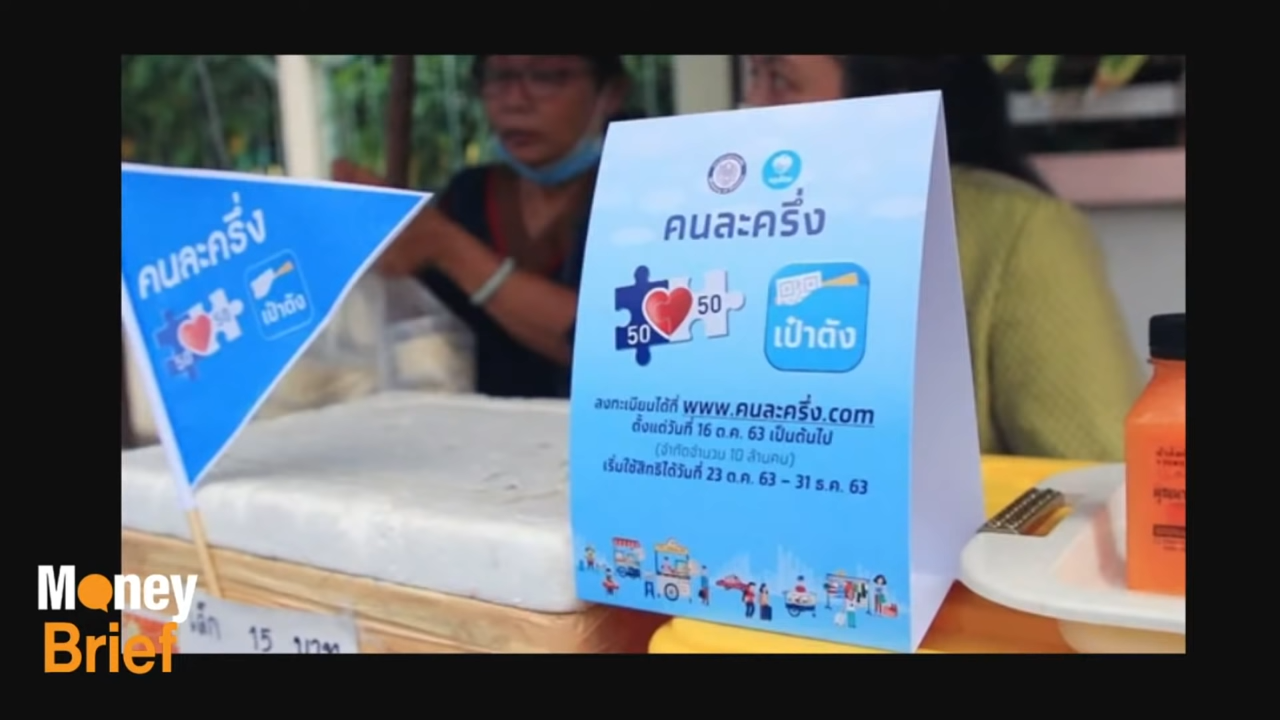 คนละครึ่ง
50
50
เป๋าตัง
คนละครึ่ง
50
50
เป๋าตัง
ลงทะเบียนได้ที่ www.คนละครึ่ง.com
ตั้งแต่วันที่ 16 ต.ค. 63 เป็นต้นไป
(จำกัดจำนวน 10 ล้านคน)
เริ่มใช้สิทธิได้วันที่ 23 ต.ค. 63 – 31 ธ.ค. 63
15 บาท
Money
Brief